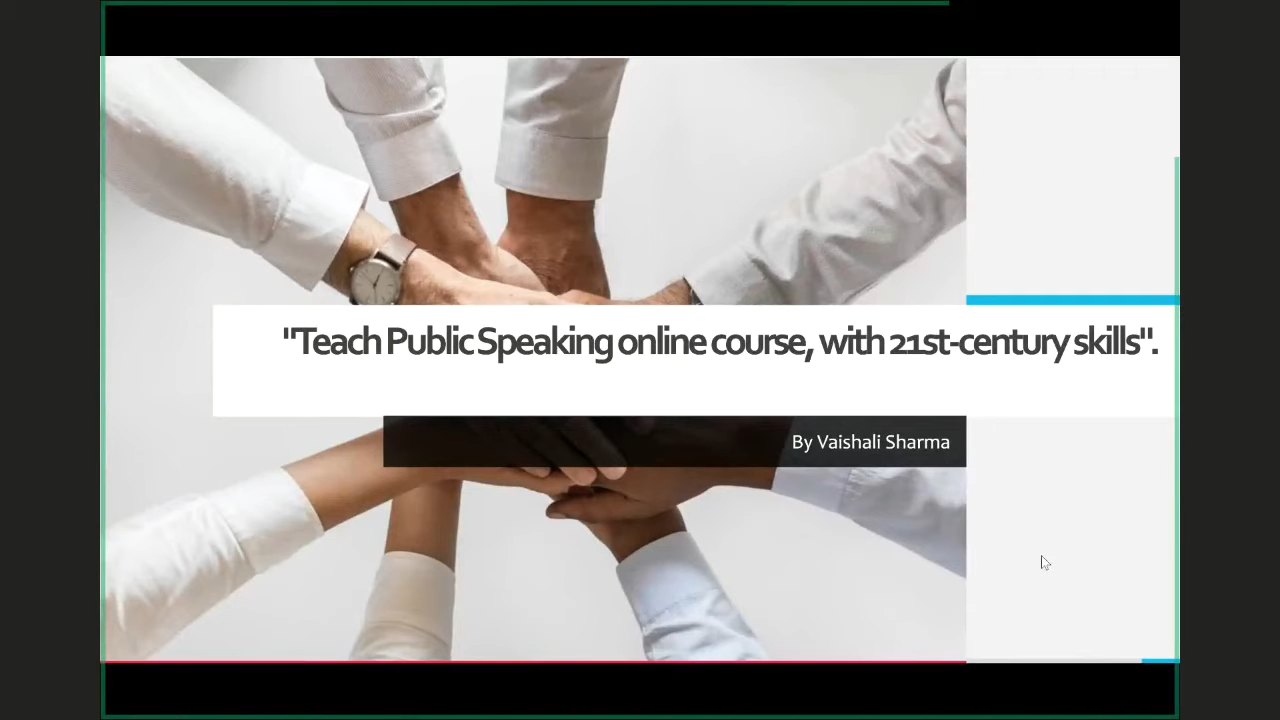 "Teach Public Speaking online course, with 21st-century skills".
By Vaishali Sharma